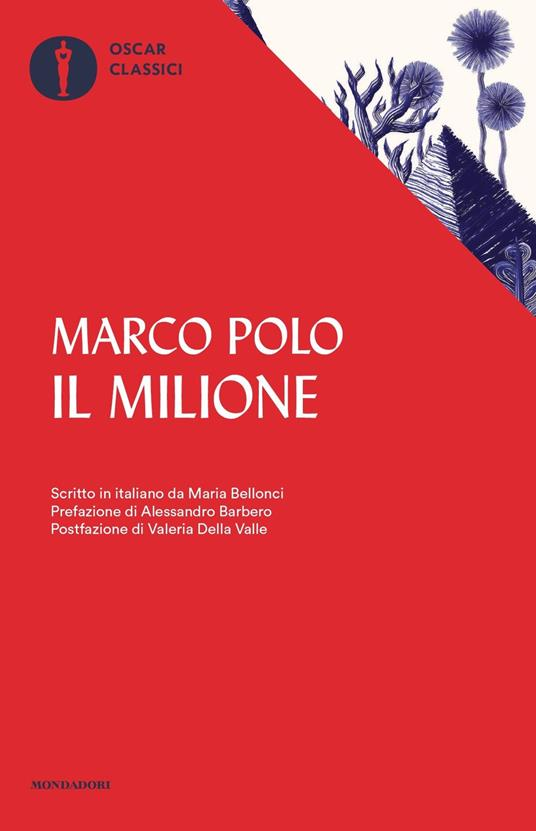 OSCAR
CLASSICI
MARCO POLO
IL MILIONE
Scritto in italiano da Maria Bellonci
Prefazione di Alessandro Barbero
Postfazione di Valeria Della Valle
MONDADORI